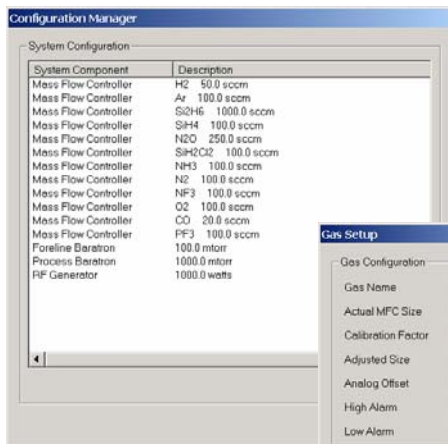 Configuration Manager
System Configuration
System Component Description
Mass Flow Controller H2 50.0 sccm
Mass Flow Controller Ar 100.0 sccm
Mass Flow Controller Si2H6 1000.0 sccm
Mass Flow Controller SiH4 100.0 sccm
Mass Flow Controller N2O 250.0 sccm
Mass Flow Controller SiH2Cl2 100.0 sccm
Mass Flow Controller NH3 100.0 sccm
Mass Flow Controller N2 100.0 sccm
Mass Flow Controller NF3 100.0 sccm
Mass Flow Controller O2 100.0 sccm
Mass Flow Controller CO 20.0 sccm
Mass Flow Controller PF3 100.0 sccm
Foreline Baratron 100.0 mtorr
Process Baratron 1000.0 mtorr
RF Generator 1000.0 watts
Gas Setup
Gas Configuration
Gas Name
Actual MFC Size
Calibration Factor
Adjusted Size
Analog Offset
High Alarm
Low Alarm